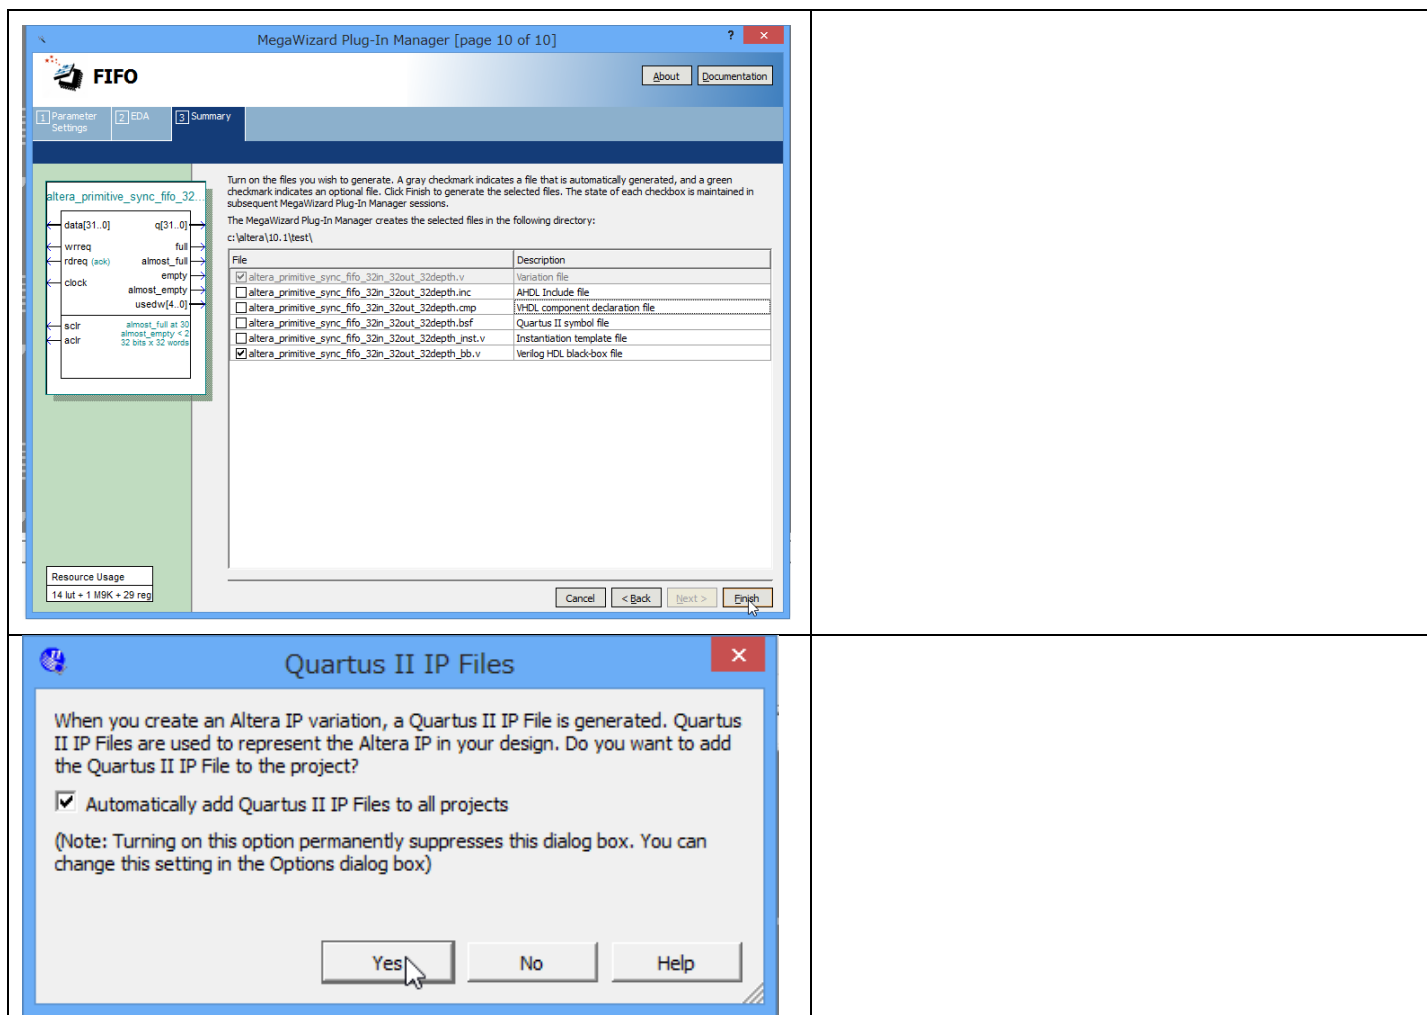 MegaWizard Plug-In Manager [page 10 of 10]
?
FIFO
About
Documentation
1 Parameter Settings
2 EDA
3 Summary
altera_primitive_sync_fifo_32...
data[31..0]
q[31..0]
wrreq
full
rdreq (ack)
almost_full
empty
clock
almost_empty
usedw[4..0]
sclr
almost_full at 30
almost_empty < 2
aclr
32 bits x 32 words
Resource Usage
14 lut + 1 M9K + 29 reg
Turn on the files you wish to generate. A gray checkmark indicates a file that is automatically generated, and a green
checkmark indicates an optional file. Click Finish to generate the selected files. The state of each checkbox is maintained in
subsequent MegaWizard Plug-In Manager sessions.
The MegaWizard Plug-In Manager creates the selected files in the following directory:
c:\altera\10.1\test\
File Description
altera_primitive_sync_fifo_32in_32out_32depth.v Variation file
altera_primitive_sync_fifo_32in_32out_32depth.inc AHDL Include file
altera_primitive_sync_fifo_32in_32out_32depth.cmp VHDL component declaration file
altera_primitive_sync_fifo_32in_32out_32depth.bsf Quartus II symbol file
altera_primitive_sync_fifo_32in_32out_32depth_inst.v Instantiation template file
altera_primitive_sync_fifo_32in_32out_32depth_bb.v Verilog HDL black-box file
Cancel
< Back
Next >
Finish
Quartus II IP Files
When you create an Altera IP variation, a Quartus II IP File is generated. Quartus
II IP Files are used to represent the Altera IP in your design. Do you want to add
the Quartus II IP File to the project?
Automatically add Quartus II IP Files to all projects
(Note: Turning on this option permanently suppresses this dialog box. You can
change this setting in the Options dialog box)
Yes
No
Help